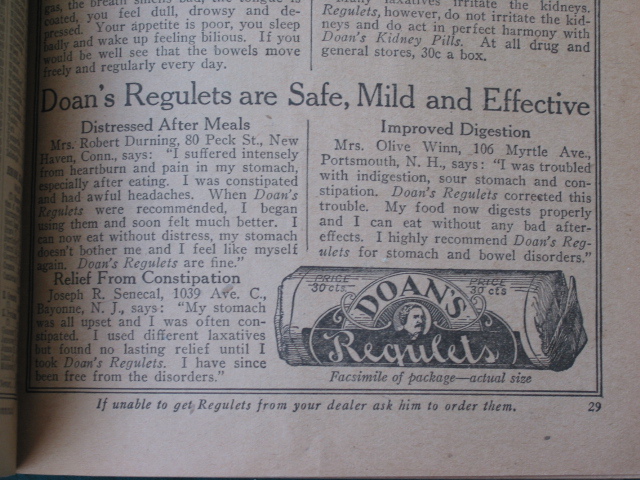 gas, the breath smells bad, the tongue is
coated, you feel dull, drowsy and de-
pressed. Your appetite is poor, you sleep
badly and wake up feeling bilious. If you
would be well see that the bowels move
freely and regularly every day.
Many laxatives irritate the kidneys.
Regulets, however, do not irritate the kid-
neys and do act in perfect harmony with
Doan's Kidney Pills. At all drug and
general stores, 30c a box.
Doan's Regulets are Safe, Mild and Effective
Distressed After Meals
Mrs. Robert Durning, 80 Peck St., New
Haven, Conn., says: "I suffered intensely
from heartburn and pain in my stomach,
especially after eating. I was constipated
and had awful headaches. When Doan's
Regulets were recommended, I began
using them and soon felt much better. I
can now eat without distress, my stomach
doesn't bother me and I feel like myself
again. Doan's Regulets are fine."
Relief From Constipation
Joseph R. Senecal, 1039 Ave. C.,
Bayonne, N. J., says: "My stomach
was all upset and I was often con-
stipated. I used different laxatives
but found no lasting relief until I
took Doan's Regulets. I have since
been free from the disorders."
Improved Digestion
Mrs. Olive Winn, 106 Myrtle Ave.,
Portsmouth, N. H., says: "I was troubled
with indigestion, sour stomach and con-
stipation. Doan's Regulets corrected this
trouble. My food now digests properly
and I can eat without any bad after-
effects. I highly recommend Doan's Reg-
ulets for stomach and bowel disorders."
PRICE
30 cts
DOAN'S
PRICE
30 cts
Regulets
Facsimile of package—actual size
If unable to get Regulets from your dealer ask him to order them.
29